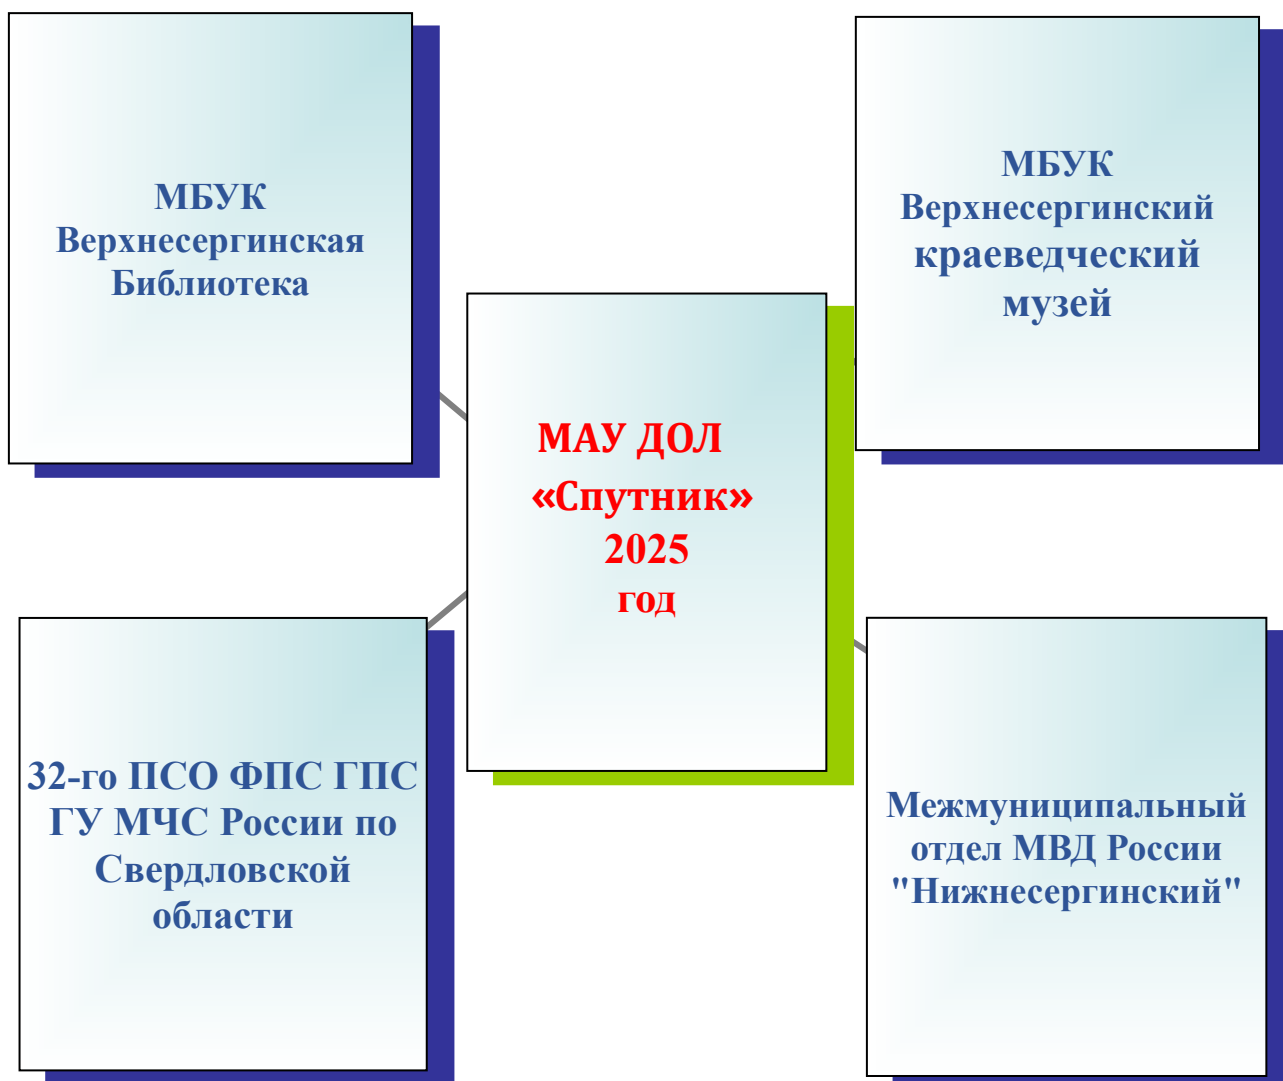 МБУК
Верхнесергинская
Библиотека
МБУК
Верхнесергинский
краеведческий
музей
МАУ ДОЛ
«Спутник»
2025
год
32-го ПСО ФПС ГПС
ГУ МЧС России по
Свердловской
области
Межмуниципальный
отдел МВД России
"Нижнесергинский"